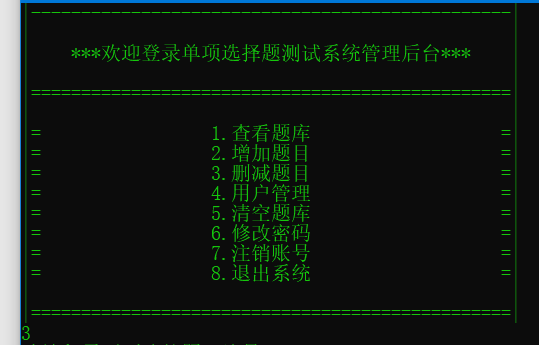 ================================================
***欢迎登录单项选择题测试系统管理后台***
================================================
= 1.查看题库 =
= 2.增加题目 =
= 3.删减题目 =
= 4.用户管理 =
= 5.清空题库 =
= 6.修改密码 =
= 7.注销账号 =
= 8.退出系统 =
================================================
3